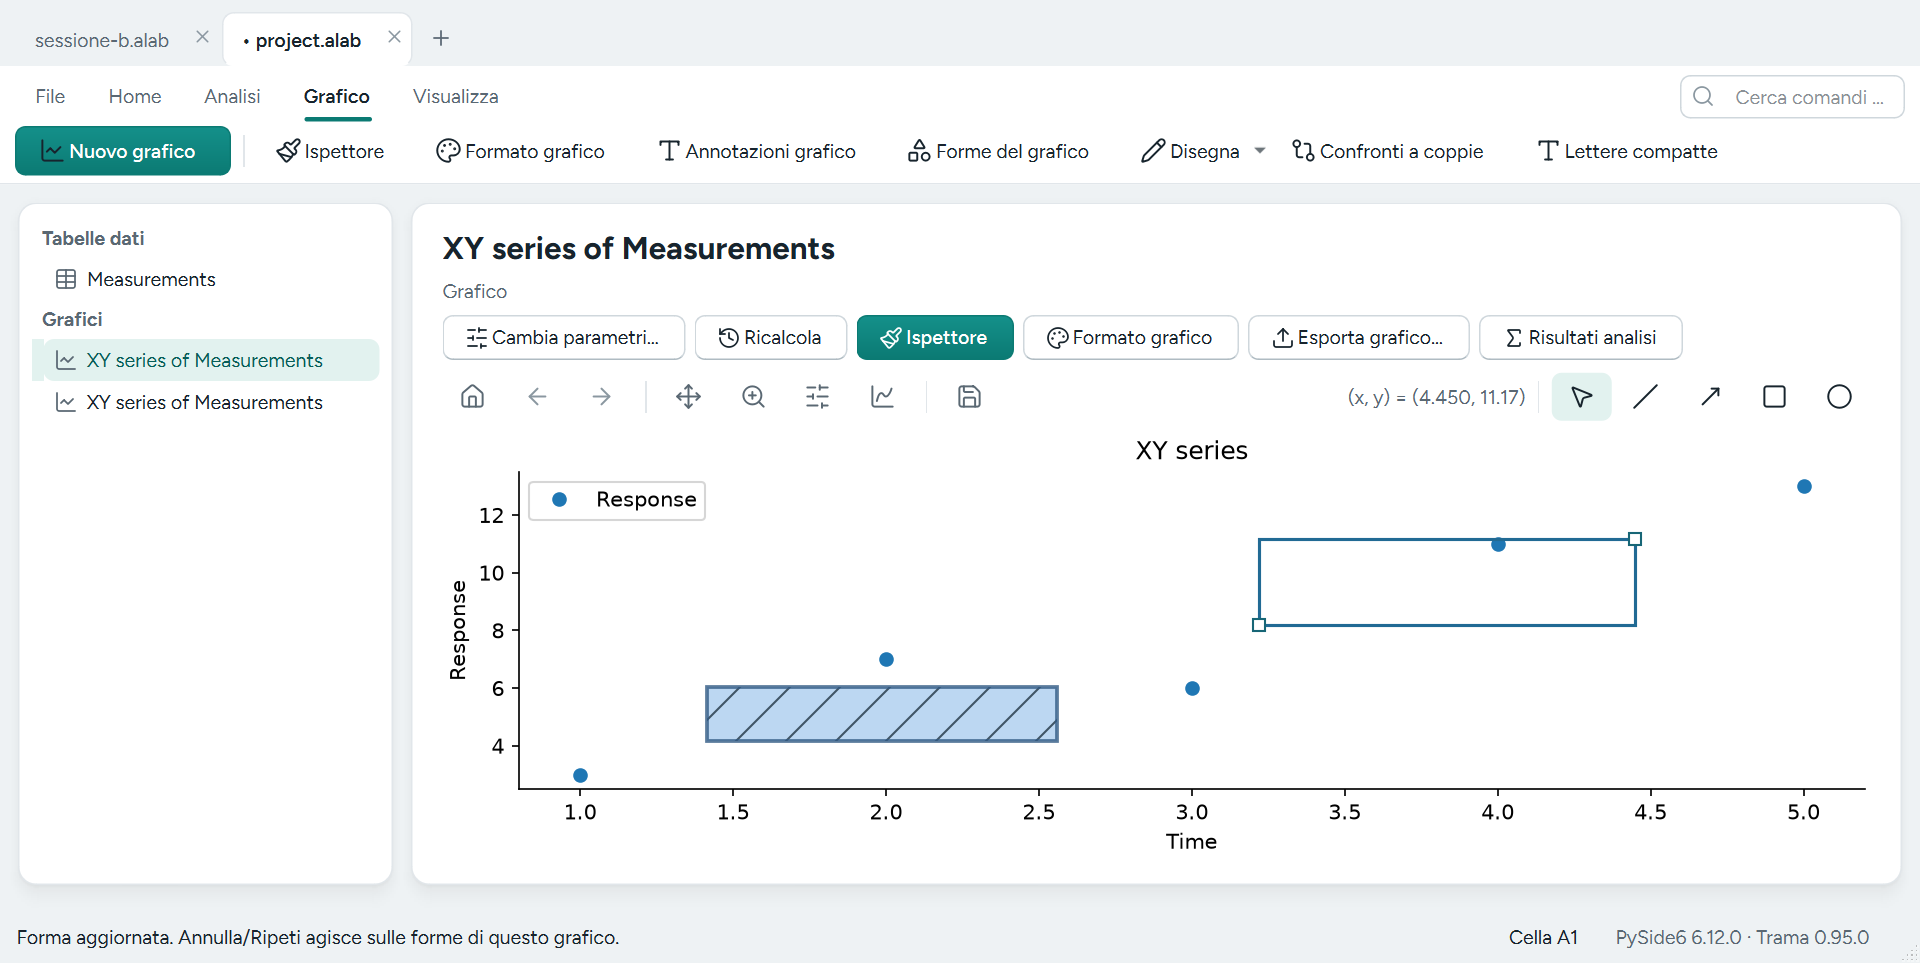 sessione-b.alab
• project.alab
File Home Analisi Grafico Visualizza
Cerca comandi ...
Nuovo grafico Ispettore Formato grafico Annotazioni grafico Forme del grafico Disegna Confronti a coppie Lettere compatte
Tabelle dati
Measurements
Grafici
XY series of Measurements
XY series of Measurements
XY series of Measurements
Grafico
Cambia parametri... Ricalcola Ispettore Formato grafico Esporta grafico... Risultati analisi
(x, y) = (4.450, 11.17)
XY series
Response
12
10
8
6
4
Response
1.0 1.5 2.0 2.5 3.0 3.5 4.0 4.5 5.0
Time
Forma aggiornata. Annulla/Ripeti agisce sulle forme di questo grafico.
Cella A1
PySide6 6.12.0 · Trama 0.95.0